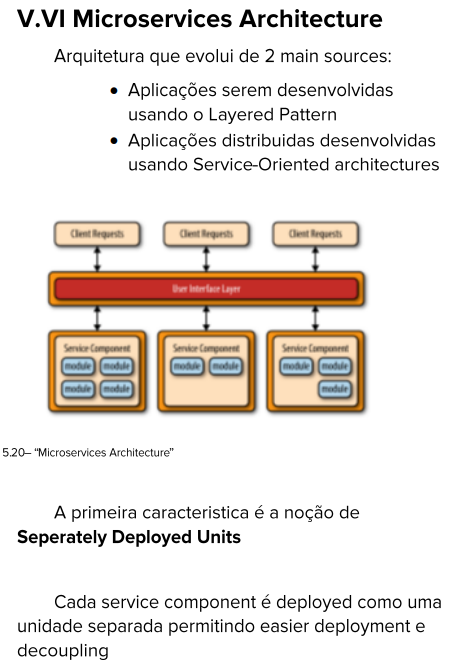 V.VI Microservices Architecture
Arquitetura que evolui de 2 main sources:
• Aplicações serem desenvolvidas
usando o Layered Pattern
• Aplicações distribuidas desenvolvidas
usando Service-Oriented architectures
Client Requests Client Requests Client Requests
User Interface Layer
Service Component Service Component Service Component
module module module module module module
module module module
5.20– “Microservices Architecture”
A primeira caracteristica é a noção de
Seperately Deployed Units
Cada service component é deployed como uma
unidade separada permitindo easier deployment e
decoupling